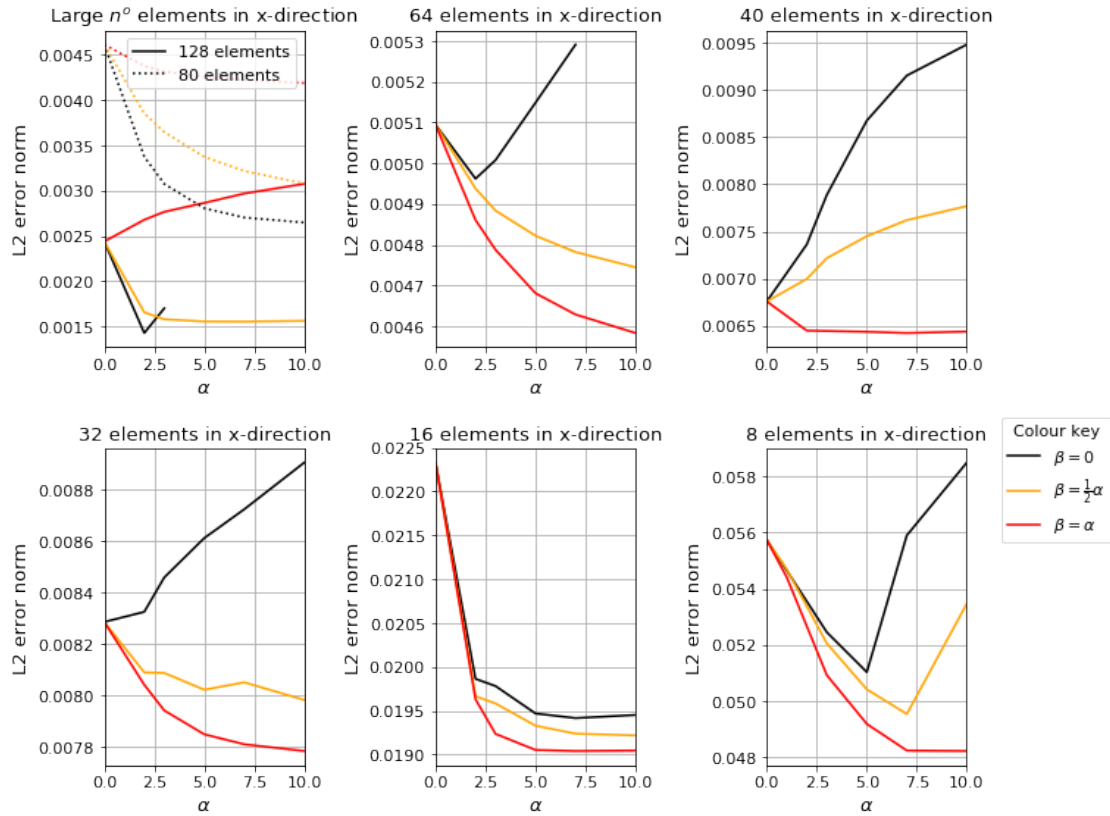 Large n^o elements in x-direction
64 elements in x-direction
40 elements in x-direction
128 elements
80 elements
L2 error norm
0.0045
0.0040
0.0035
0.0030
0.0025
0.0020
0.0015
0.0 2.5 5.0 7.5 10.0
α
L2 error norm
0.0053
0.0052
0.0051
0.0050
0.0049
0.0048
0.0047
0.0046
0.0 2.5 5.0 7.5 10.0
α
L2 error norm
0.0095
0.0090
0.0085
0.0080
0.0075
0.0070
0.0065
0.0 2.5 5.0 7.5 10.0
α
32 elements in x-direction
16 elements in x-direction
8 elements in x-direction
L2 error norm
0.0088
0.0086
0.0084
0.0082
0.0080
0.0078
0.0 2.5 5.0 7.5 10.0
α
L2 error norm
0.0225
0.0220
0.0215
0.0210
0.0205
0.0200
0.0195
0.0190
0.0 2.5 5.0 7.5 10.0
α
L2 error norm
0.058
0.056
0.054
0.052
0.050
0.048
0.0 2.5 5.0 7.5 10.0
α
Colour key
β = 0
β = ½α
β = α